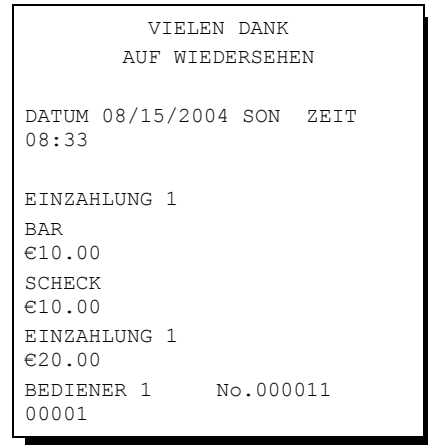 VIELEN DANK
AUF WIEDERSEHEN
DATUM 08/15/2004 SON ZEIT
08:33
EINZAHLUNG 1
BAR
€10.00
SCHECK
€10.00
EINZAHLUNG 1
€20.00
BEDIENER 1 No.000011
00001